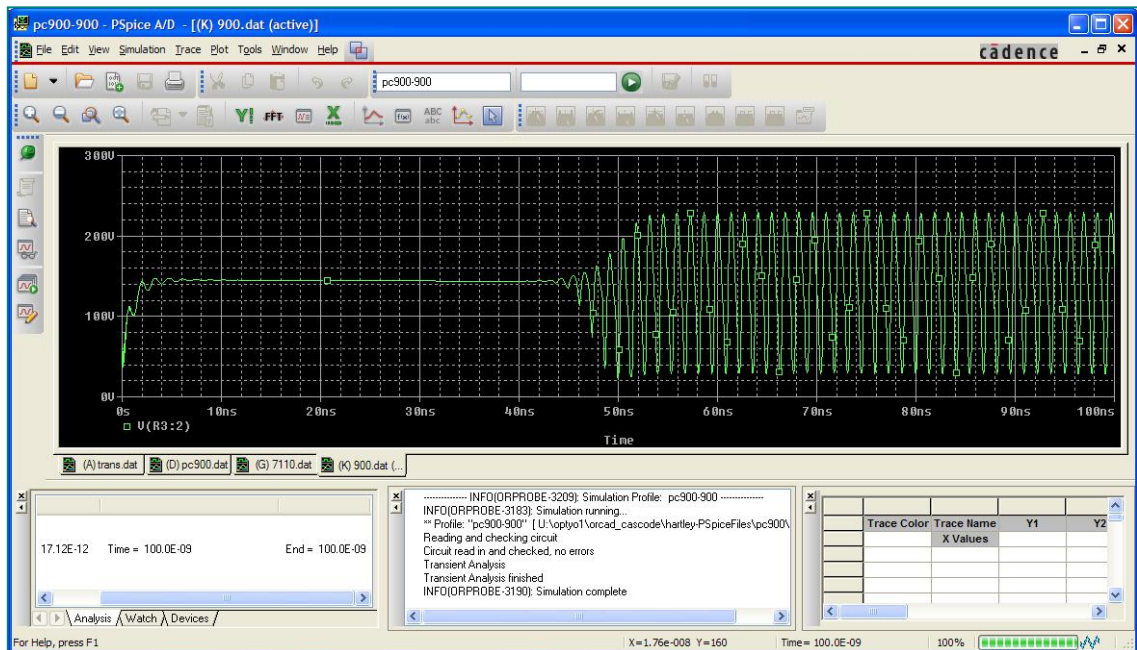 pc900-900 - PSpice A/D - [(K) 900.dat (active)]
File Edit View Simulation Trace Plot Tools Window Help
cādence
pc900-900
FFT
f(x)
ABC
abc
300V
200V
100V
0V
0s 10ns 20ns 30ns 40ns 50ns 60ns 70ns 80ns 90ns 100ns
V(R3:2)
Time
(A) trans.dat (D) pc900.dat (G) 7110.dat (K) 900.dat (...
17.12E-12 Time = 100.0E-09 End = 100.0E-09
Analysis Watch Devices
--------------- INFO(ORPROBE-3209): Simulation Profile: pc900-900 ---------------
INFO(ORPROBE-3183): Simulation running...
** Profile: "pc900-900" [ U:\optyo1\orcad_cascode\hartley-PSpiceFiles\pc900\
Reading and checking circuit
Circuit read in and checked, no errors
Transient Analysis
Transient Analysis finished
INFO(ORPROBE-3190): Simulation complete
Trace Color Trace Name Y1 Y2
X Values
For Help, press F1
X=1.76e-008 Y=160 Time= 100.0E-09 100%